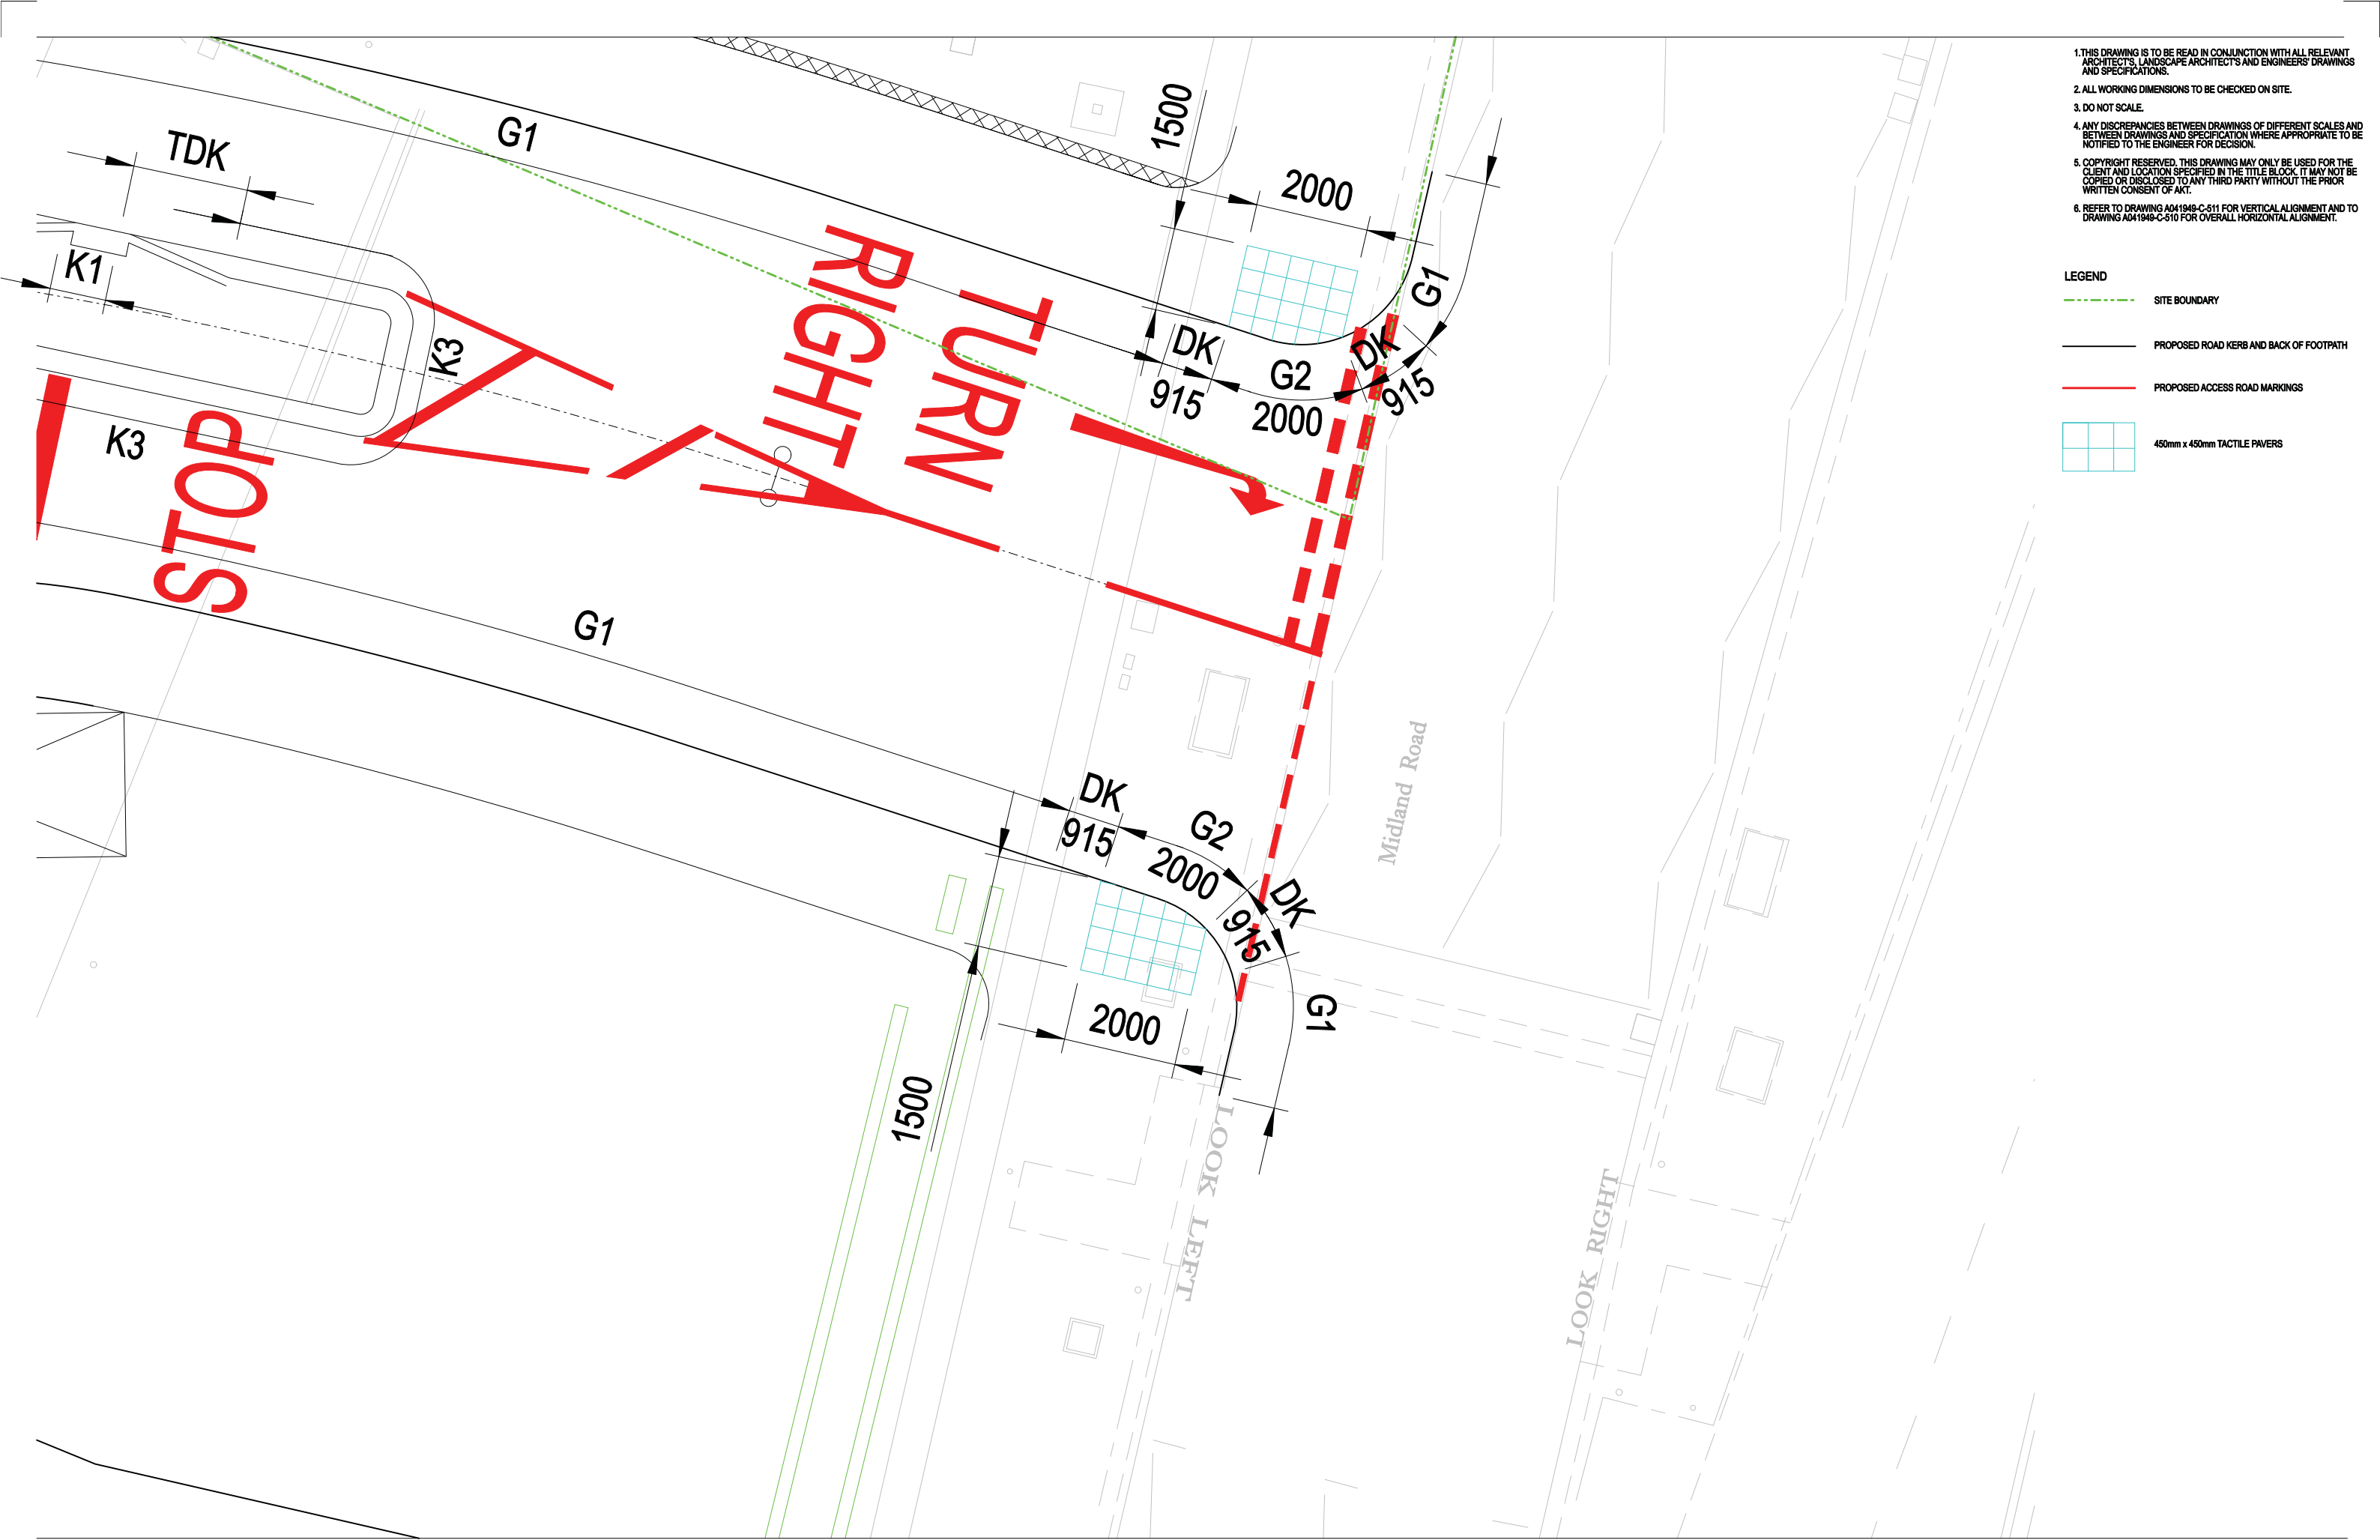 1.THIS DRAWING IS TO BE READ IN CONJUNCTION WITH ALL RELEVANT
ARCHITECT'S, LANDSCAPE ARCHITECT'S AND ENGINEERS' DRAWINGS
AND SPECIFICATIONS.
2. ALL WORKING DIMENSIONS TO BE CHECKED ON SITE.
3. DO NOT SCALE.
4. ANY DISCREPANCIES BETWEEN DRAWINGS OF DIFFERENT SCALES AND
BETWEEN DRAWINGS AND SPECIFICATION WHERE APPROPRIATE TO BE
NOTIFIED TO THE ENGINEER FOR DECISION.
5. COPYRIGHT RESERVED. THIS DRAWING MAY ONLY BE USED FOR THE
CLIENT AND LOCATION SPECIFIED IN THE TITLE BLOCK. IT MAY NOT BE
COPIED OR DISCLOSED TO ANY THIRD PARTY WITHOUT THE PRIOR
WRITTEN CONSENT OF AKT.
6. REFER TO DRAWING A041949-C-511 FOR VERTICAL ALIGNMENT AND TO
DRAWING A041949-C-510 FOR OVERALL HORIZONTAL ALIGNMENT.
LEGEND
SITE BOUNDARY
PROPOSED ROAD KERB AND BACK OF FOOTPATH
PROPOSED ACCESS ROAD MARKINGS
450mm x 450mm TACTILE PAVERS
TDK
G1
1500
2000
K1
K3
K3
G1
DK
915
G2
2000
DK
915
TURN
RIGHT
STOP
G1
Midland Road
DK
915
G2
2000
DK
915
G1
2000
1500
LOOK LEFT
LOOK RIGHT